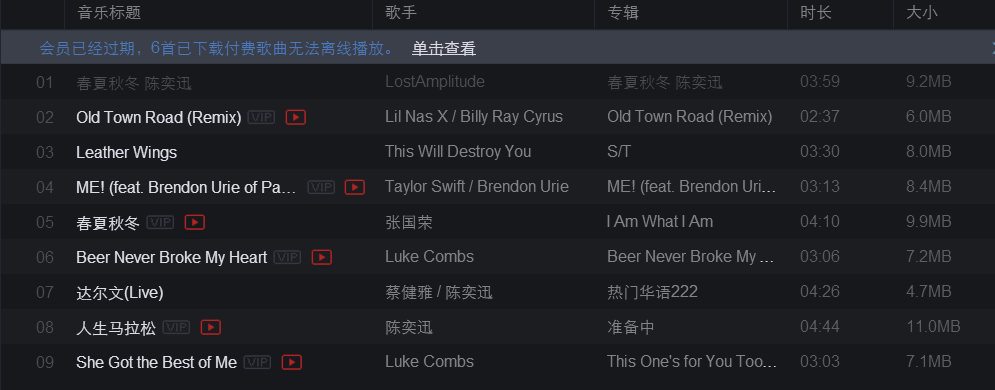 音乐标题 歌手 专辑 时长 大小
会员已经过期，6首已下载付费歌曲无法离线播放。 单击查看
01 春夏秋冬 陈奕迅 LostAmplitude 春夏秋冬 陈奕迅 03:59 9.2MB
02 Old Town Road (Remix) VIP Lil Nas X / Billy Ray Cyrus Old Town Road (Remix) 02:37 6.0MB
03 Leather Wings This Will Destroy You S/T 03:30 8.0MB
04 ME! (feat. Brendon Urie of Pa... VIP Taylor Swift / Brendon Urie ME! (feat. Brendon Uri... 03:13 8.4MB
05 春夏秋冬 VIP 张国荣 I Am What I Am 04:10 9.9MB
06 Beer Never Broke My Heart VIP Luke Combs Beer Never Broke My ... 03:06 7.2MB
07 达尔文(Live) 蔡健雅 / 陈奕迅 热门华语222 04:26 4.7MB
08 人生马拉松 VIP 陈奕迅 准备中 04:44 11.0MB
09 She Got the Best of Me VIP Luke Combs This One's for You Too... 03:03 7.1MB